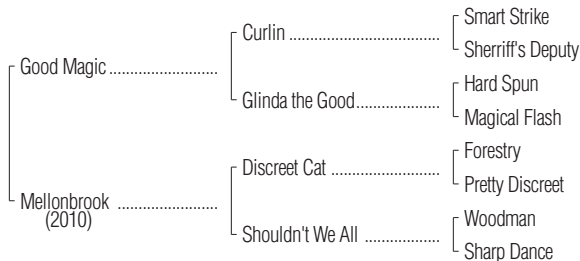 Smart Strike
Curlin ....................
Sherriff's Deputy
Good Magic ........................
Hard Spun
Glinda the Good..................
Magical Flash
Forestry
Discreet Cat ........................
Pretty Discreet
Mellonbrook ......................
(2010)
Woodman
Shouldn't We All .................
Sharp Dance